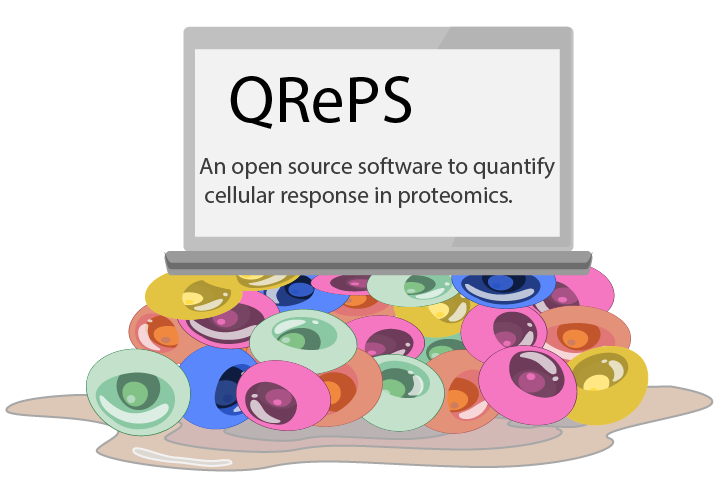 QRePS
An open source software to quantify
cellular response in proteomics.